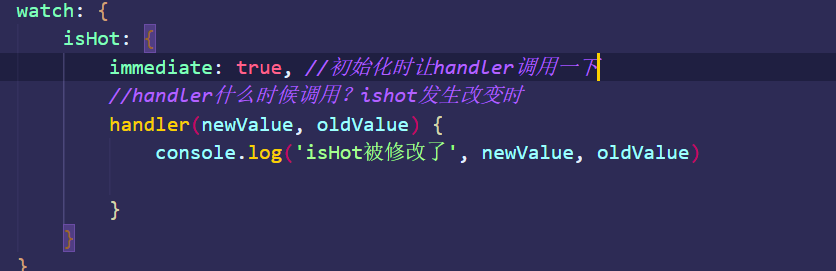 watch: {
isHot: {
immediate: true, //初始化时让handler调用一下
//handler什么时候调用？ishot发生改变时
handler(newValue, oldValue) {
console.log('isHot被修改了', newValue, oldValue)
}
}
}